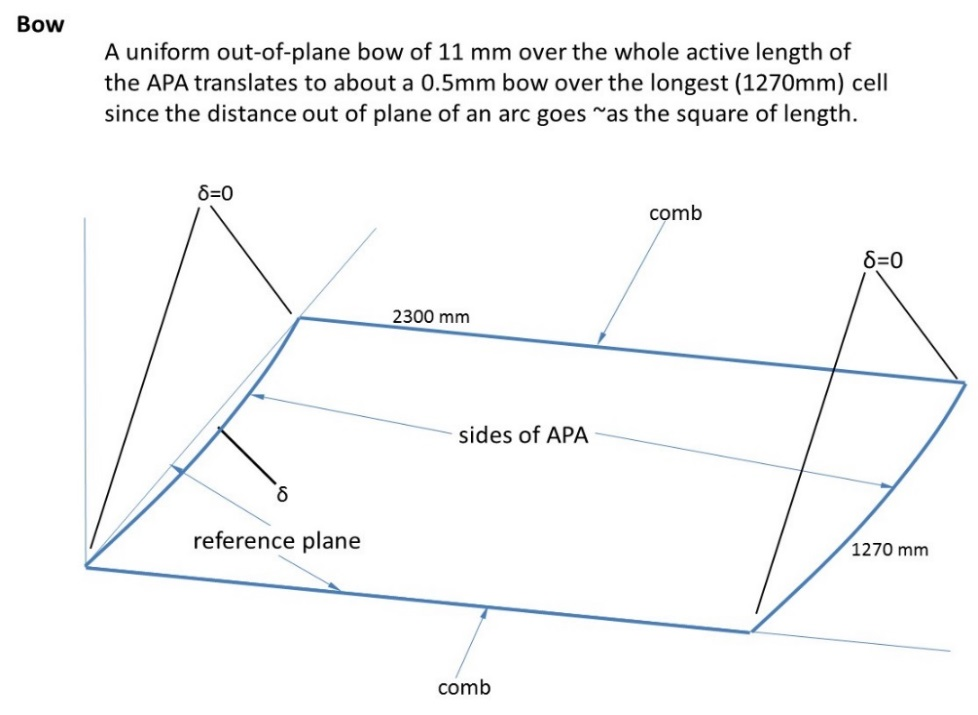 Bow
A uniform out-of-plane bow of 11 mm over the whole active length of
the APA translates to about a 0.5mm bow over the longest (1270mm) cell
since the distance out of plane of an arc goes ~as the square of length.
δ=0
comb
δ=0
2300 mm
sides of APA
δ
reference plane
1270 mm
comb